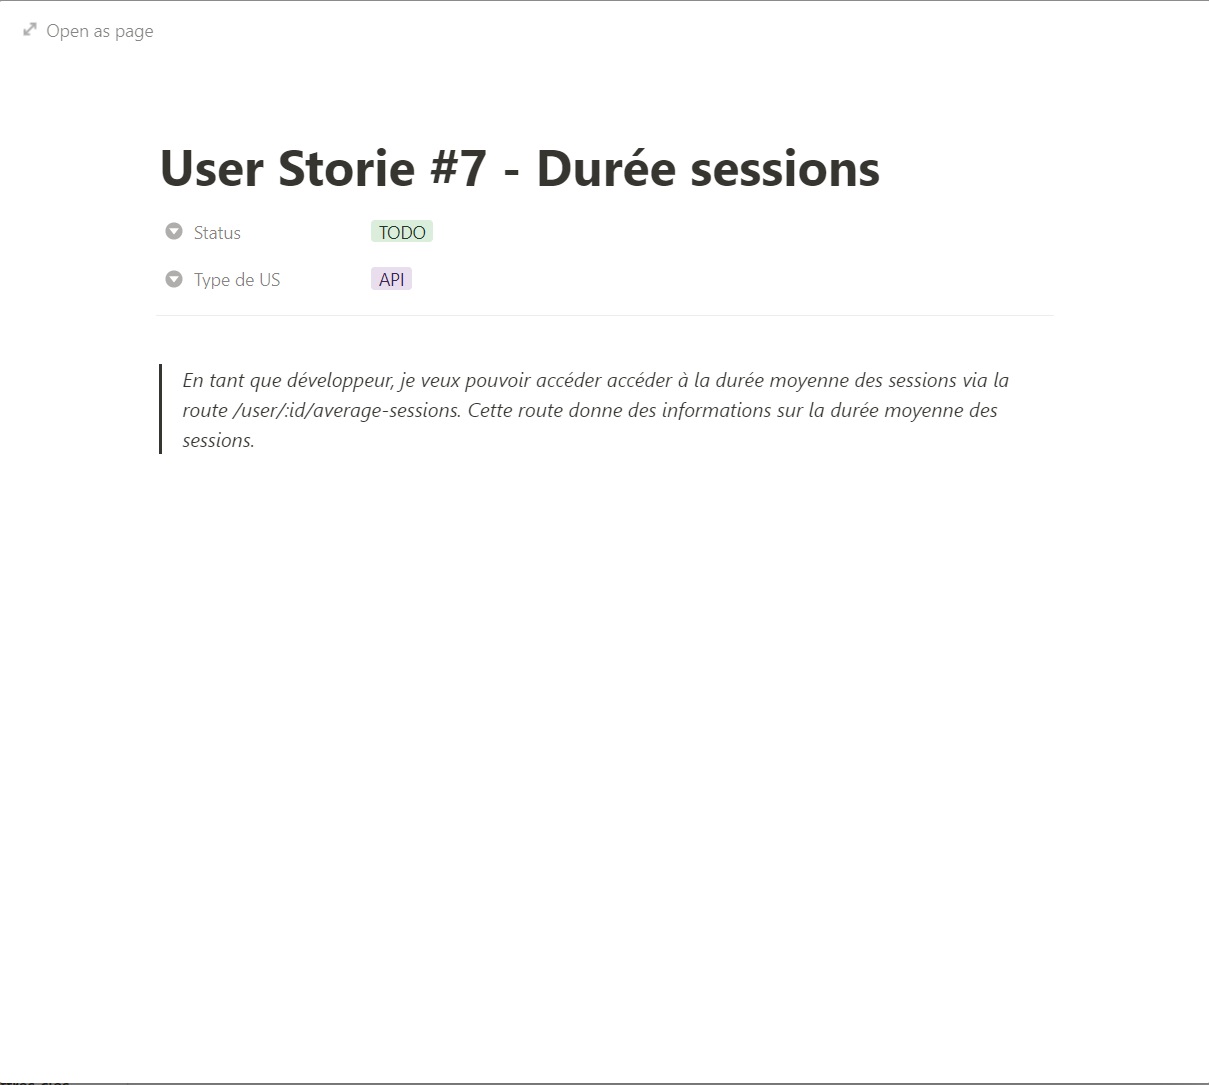 Open as page
User Storie #7 - Durée sessions
Status TODO
Type de US API
En tant que développeur, je veux pouvoir accéder accéder à la durée moyenne des sessions via la
route /user/:id/average-sessions. Cette route donne des informations sur la durée moyenne des
sessions.